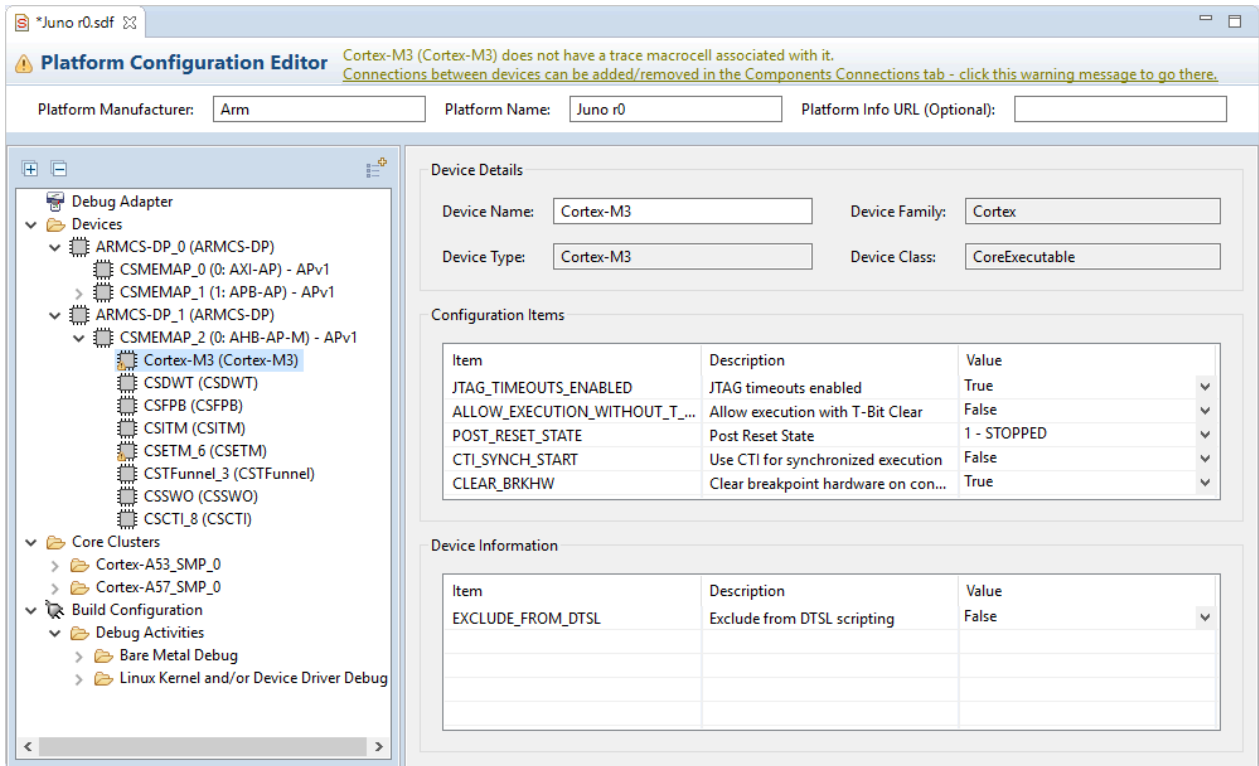 *Juno r0.sdf
Platform Configuration Editor
Cortex-M3 (Cortex-M3) does not have a trace macrocell associated with it.
Connections between devices can be added/removed in the Components Connections tab - click this warning message to go there.
Platform Manufacturer: Arm Platform Name: Juno r0 Platform Info URL (Optional):
Debug Adapter
Devices
ARMCS-DP_0 (ARMCS-DP)
CSMEMAP_0 (0: AXI-AP) - APv1
CSMEMAP_1 (1: APB-AP) - APv1
ARMCS-DP_1 (ARMCS-DP)
CSMEMAP_2 (0: AHB-AP-M) - APv1
Cortex-M3 (Cortex-M3)
CSDWT (CSDWT)
CSFPB (CSFPB)
CSITM (CSITM)
CSETM_6 (CSETM)
CSTFunnel_3 (CSTFunnel)
CSSWO (CSSWO)
CSCTI_8 (CSCTI)
Core Clusters
Cortex-A53_SMP_0
Cortex-A57_SMP_0
Build Configuration
Debug Activities
Bare Metal Debug
Linux Kernel and/or Device Driver Debug
Device Details
Device Name: Cortex-M3 Device Family: Cortex
Device Type: Cortex-M3 Device Class: CoreExecutable
Configuration Items
Item Description Value
JTAG_TIMEOUTS_ENABLED JTAG timeouts enabled True
ALLOW_EXECUTION_WITHOUT_T_... Allow execution with T-Bit Clear False
POST_RESET_STATE Post Reset State 1 - STOPPED
CTI_SYNCH_START Use CTI for synchronized execution False
CLEAR_BRKHW Clear breakpoint hardware on con... True
Device Information
Item Description Value
EXCLUDE_FROM_DTSL Exclude from DTSL scripting False